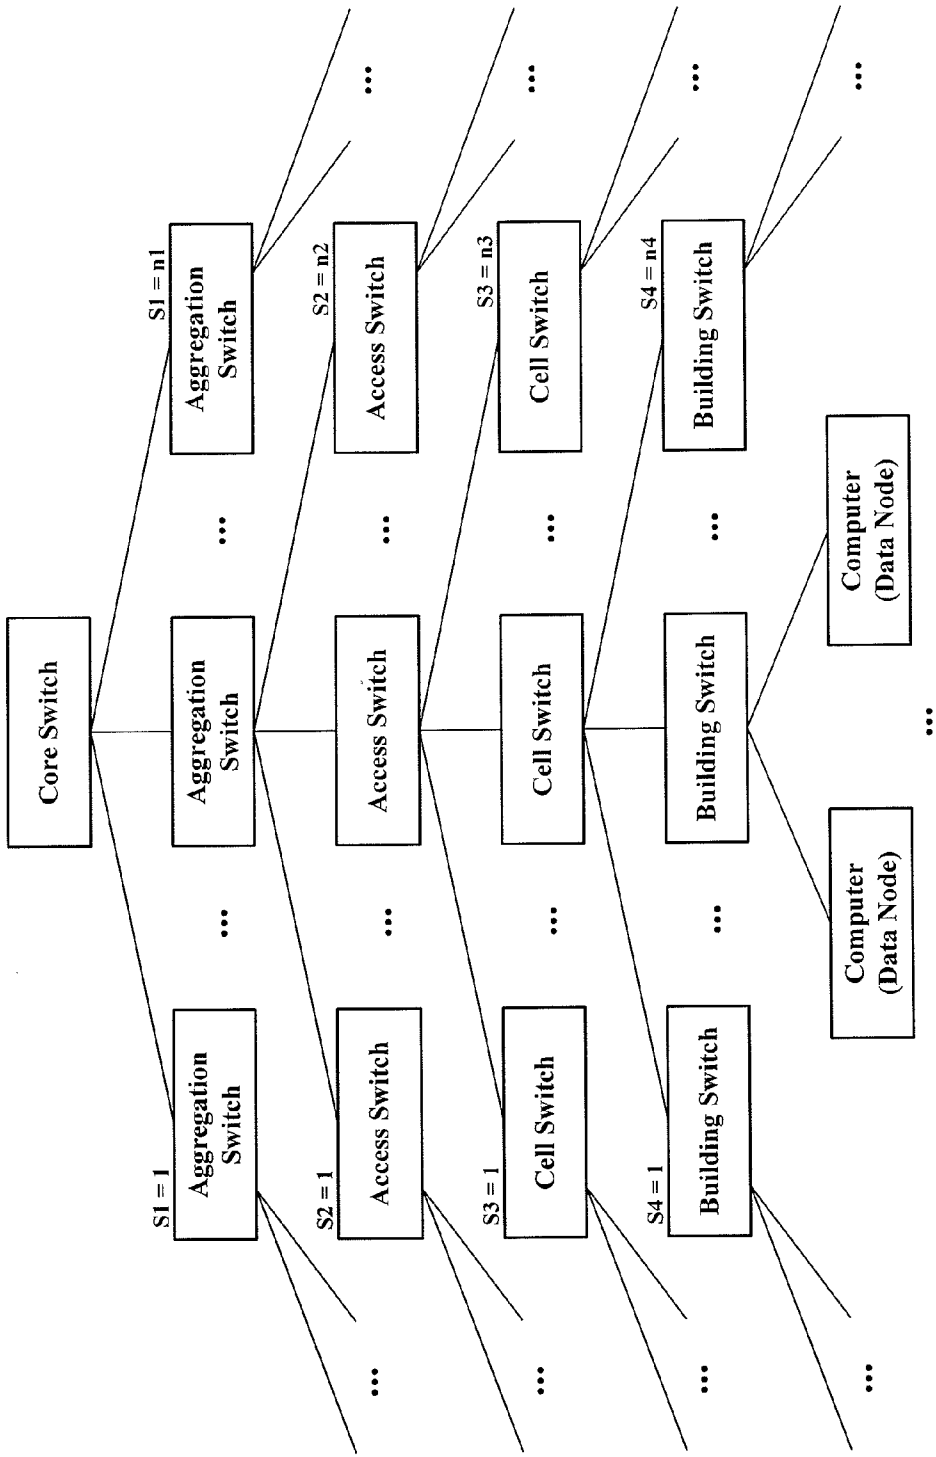 Core Switch
S1 = 1
S1 = n1
Aggregation
Switch
...
Aggregation
Switch
...
Aggregation
Switch
S2 = 1
S2 = n2
...
Access Switch
...
Access Switch
...
Access Switch
...
S3 = 1
S3 = n3
...
Cell Switch
...
Cell Switch
...
Cell Switch
...
S4 = 1
S4 = n4
...
Building Switch
...
Building Switch
...
Building Switch
...
...
Computer
(Data Node)
...
Computer
(Data Node)
...